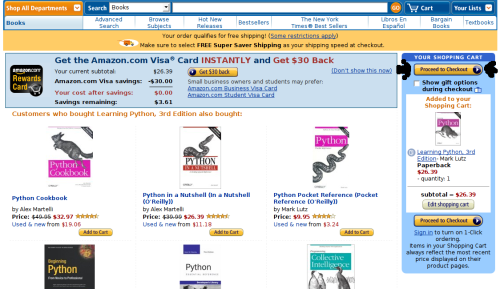 Shop All Departments
Search
Books
GO
Cart
Your Lists
Books
Advanced Search
Browse Subjects
Hot New Releases
Bestsellers
The New York Times® Best Sellers
Libros En Español
Bargain Books
Textbooks
Your order qualifies for free shipping! (Some restrictions apply)
Make sure to select FREE Super Saver Shipping as your shipping speed at checkout.
Get the Amazon.com Visa® Card INSTANTLY and Get $30 Back
amazon.com
Rewards Card
Your current subtotal: $26.39
Amazon.com Visa savings: -$30.00
Your cost after savings: $0.00
Savings remaining: $3.61
Get $30 back
(Don't show this now)
Small business owners and students may prefer:
Amazon.com Business Visa Card
Amazon.com Student Visa Card
Customers who bought Learning Python, 3rd Edition also bought:
Python Cookbook
Python Cookbook
by Alex Martelli
Price: $49.95 $32.97
Used & new from $19.06
Add to Cart
PYTHON IN A NUTSHELL
Python in a Nutshell (In a Nutshell (O'Reilly))
by Alex Martelli
Price: $39.99 $26.39
Used & new from $11.18
Add to Cart
Python
Python Pocket Reference (Pocket Reference (O'Reilly))
by Mark Lutz
Price: $9.95
Used & new from $3.24
Add to Cart
Beginning
Python
Python
Collective Intelligence
YOUR SHOPPING CART
Proceed to Checkout
Show gift options during checkout
Added to your Shopping Cart:
Learning Python, 3rd Edition- Mark Lutz
Paperback
$26.39
- quantity: 1
subtotal = $26.39
Edit shopping cart
Proceed to Checkout
Sign in to turn on 1-Click ordering.
Items in your Shopping Cart always reflect the most recent price displayed on their product pages.